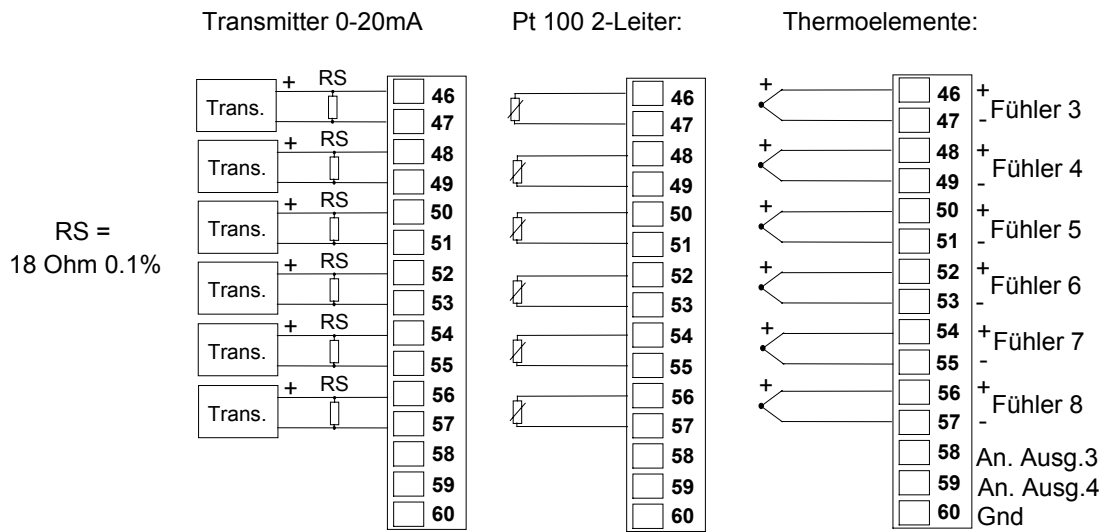 Transmitter 0-20mA
Pt 100 2-Leiter:
Thermoelemente:
RS =
18 Ohm 0.1%
Trans.
+ RS
46
47
Trans.
+ RS
48
49
Trans.
+ RS
50
51
Trans.
+ RS
52
53
Trans.
+ RS
54
55
Trans.
+ RS
56
57
58
59
60
46
47
48
49
50
51
52
53
54
55
56
57
58
59
60
+
46 +
Fühler 3
47 -
+
48 +
Fühler 4
49 -
+
50 +
Fühler 5
51 -
+
52 +
Fühler 6
53 -
+
54 +
Fühler 7
55 -
+
56 +
Fühler 8
57 -
58 An. Ausg.3
59 An. Ausg.4
60 Gnd